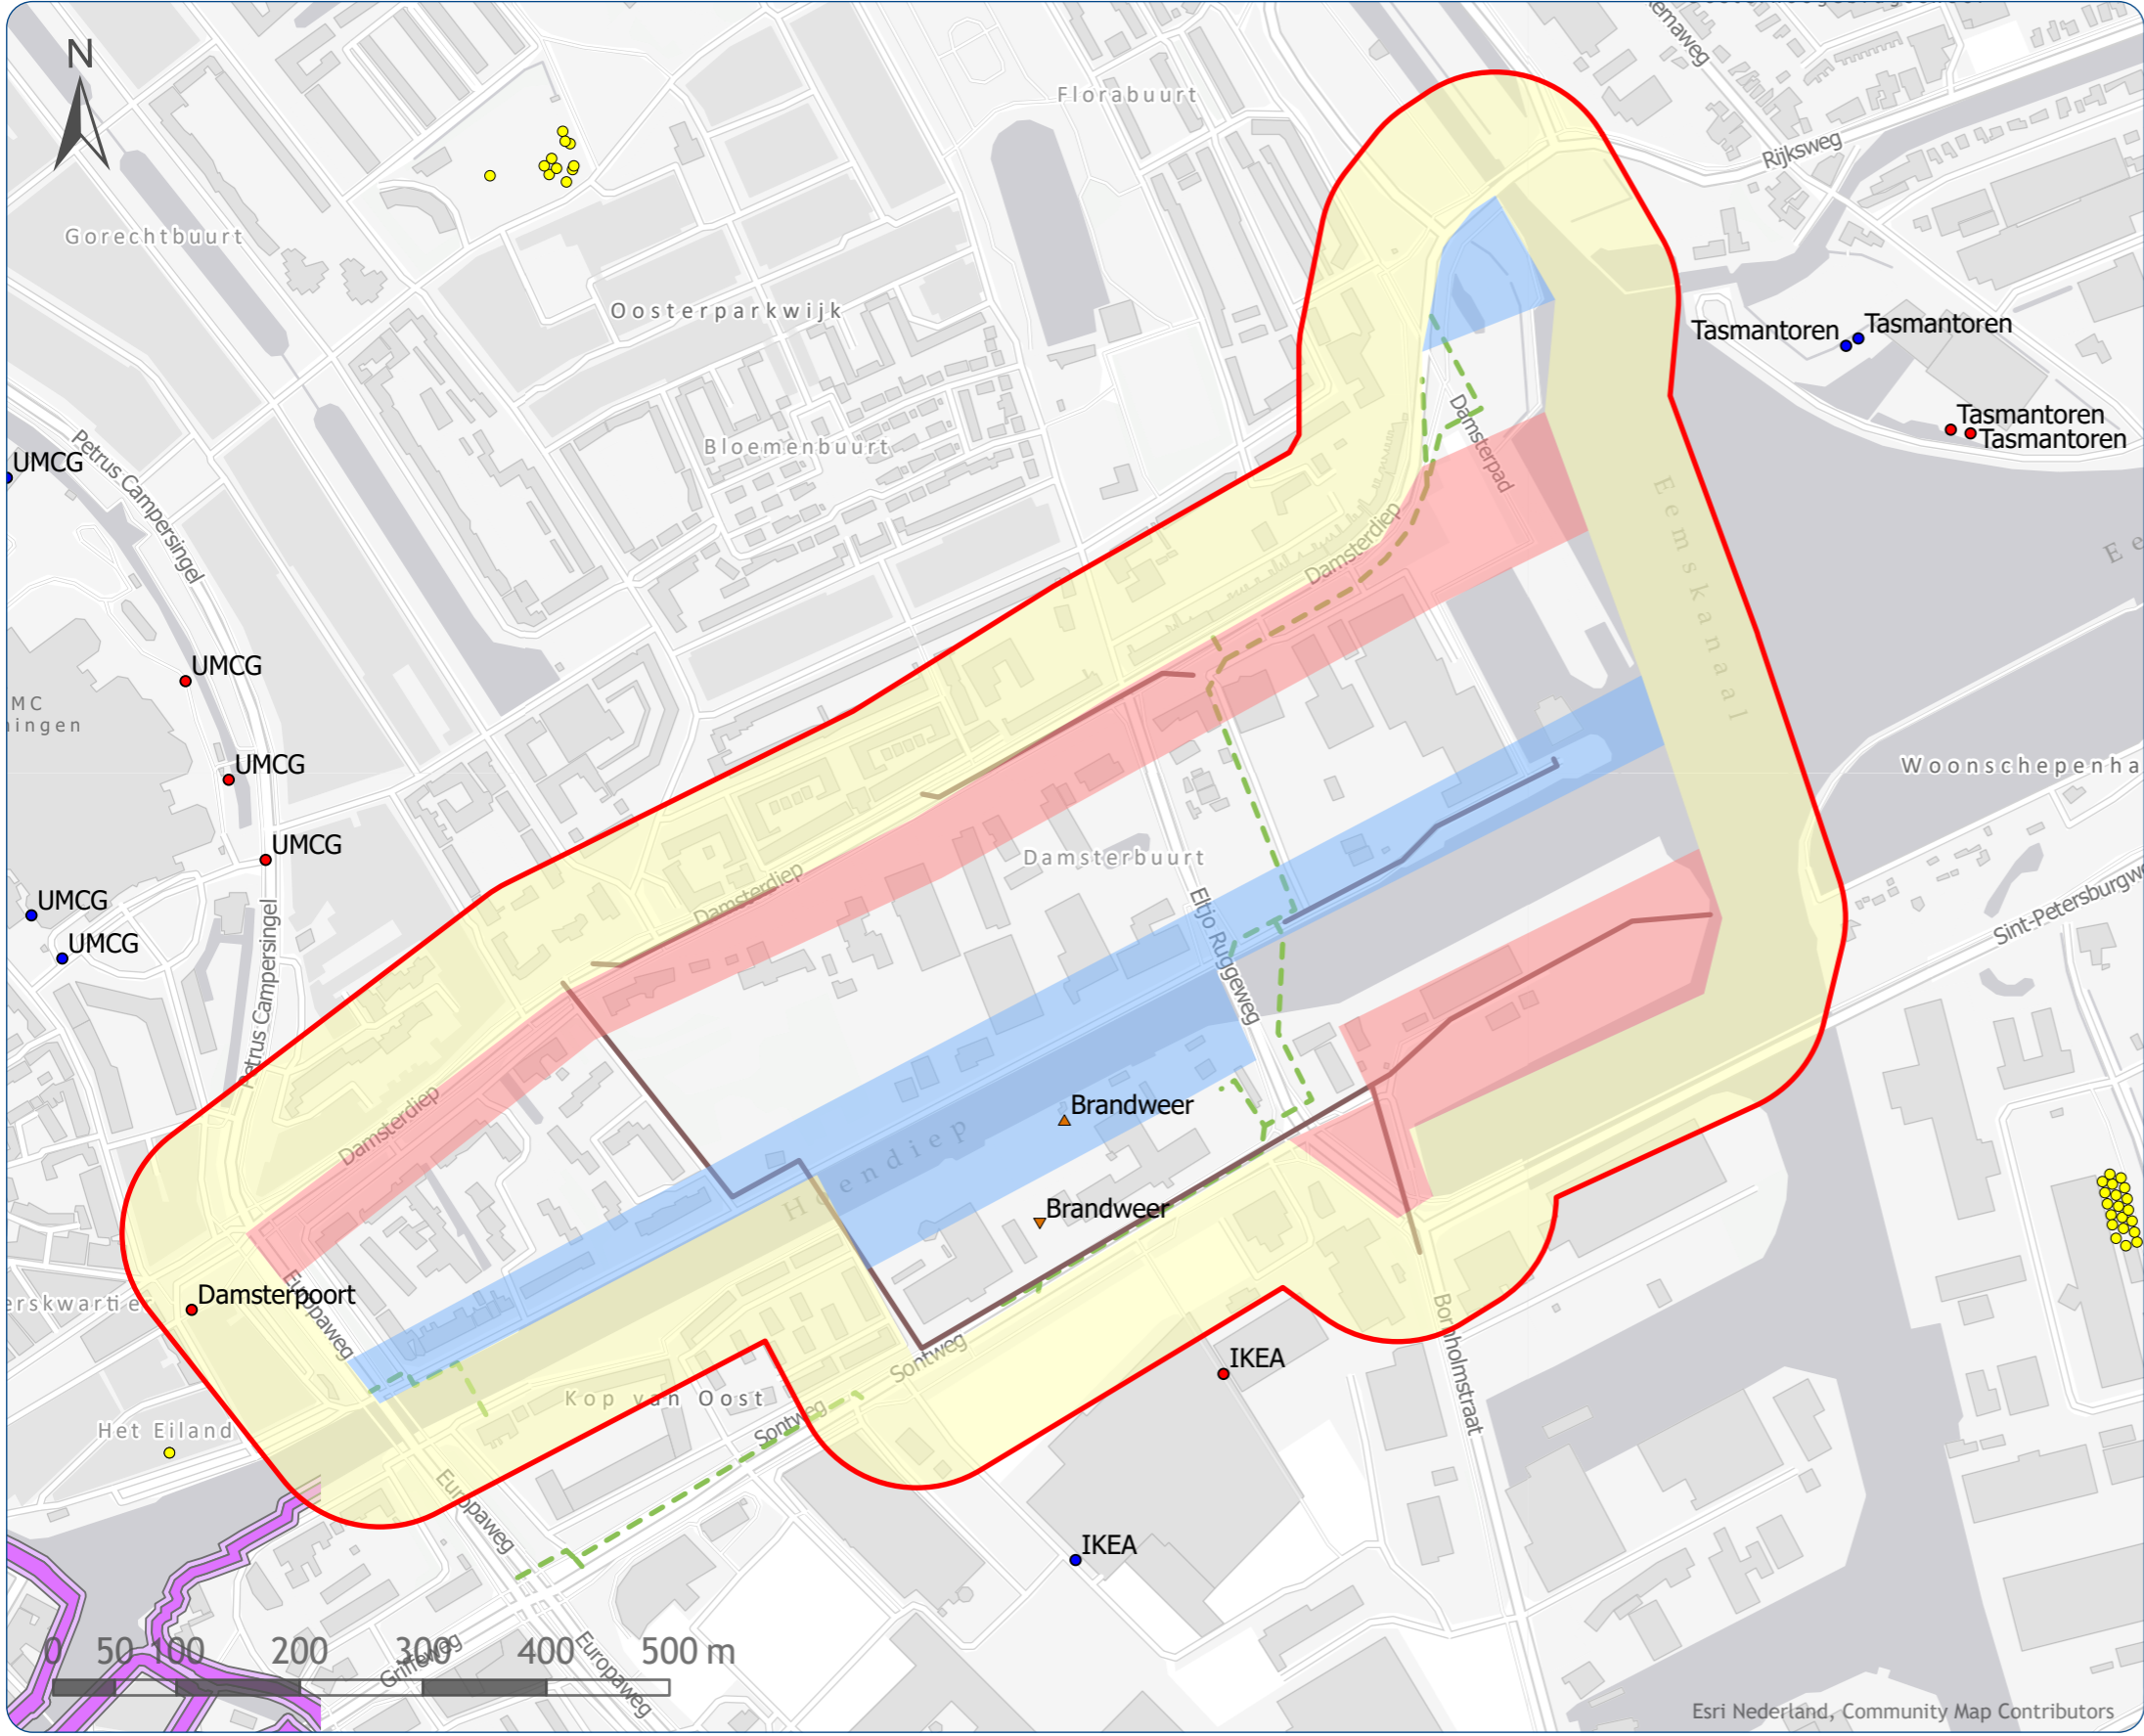 N
Florabuurt
Rijksweg
Gorechtbuurt
Oosterparkwijk
Tasmantoren
Tasmantoren
Tasmantoren
Tasmantoren
Bloemenbuurt
Petrus Campersingel
UMCG
Damsterpad
Eemskanaal
Damsterdiep
UMCG
UMCG
Woonschepenha
UMCG
Damsterbuurt
Damsterdiep
UMCG
UMCG
Petrus Campersingel
Eltjo Ruggeweg
Sint-Petersburgwe
Brandweer
Damsterdiep
Brandweer
Damsterpoort
Europaweg
Sontweg
IKEA
Bornholmstraat
Kop van Oost
Sontweg
Het Eiland
Europaweg
IKEA
0 50 100 200 300 400 500 m
Griffeweg
Europaweg
Esri Nederland, Community Map Contributors